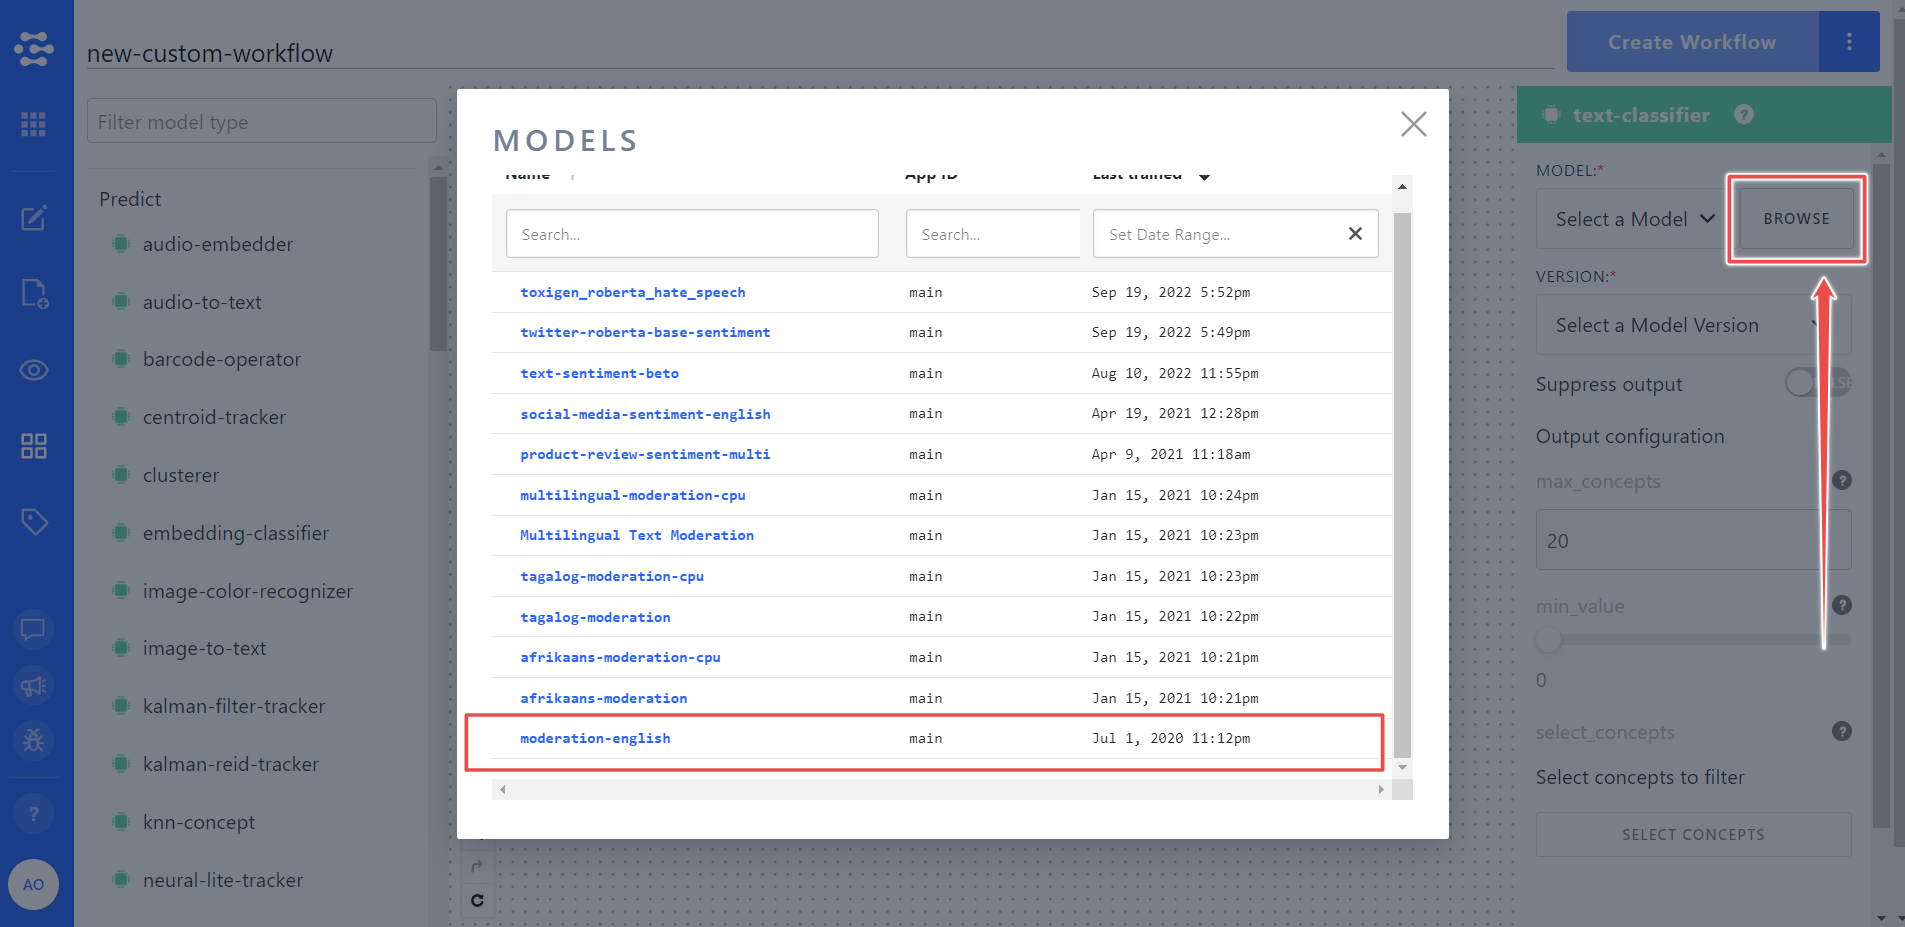 new-custom-workflow
Create Workflow
Filter model type
Predict
audio-embedder
audio-to-text
barcode-operator
centroid-tracker
clusterer
embedding-classifier
image-color-recognizer
image-to-text
kalman-filter-tracker
kalman-reid-tracker
knn-concept
neural-lite-tracker
?
AO
MODELS
Name App ID Last trained
Search... Search... Set Date Range...
toxigen_roberta_hate_speech main Sep 19, 2022 5:52pm
twitter-roberta-base-sentiment main Sep 19, 2022 5:49pm
text-sentiment-beto main Aug 10, 2022 11:55pm
social-media-sentiment-english main Apr 19, 2021 12:28pm
product-review-sentiment-multi main Apr 9, 2021 11:18am
multilingual-moderation-cpu main Jan 15, 2021 10:24pm
Multilingual Text Moderation main Jan 15, 2021 10:23pm
tagalog-moderation-cpu main Jan 15, 2021 10:23pm
tagalog-moderation main Jan 15, 2021 10:22pm
afrikaans-moderation-cpu main Jan 15, 2021 10:21pm
afrikaans-moderation main Jan 15, 2021 10:21pm
moderation-english main Jul 1, 2020 11:12pm
text-classifier ?
MODEL:*
Select a Model BROWSE
VERSION:*
Select a Model Version
Suppress output
Output configuration
max_concepts ?
20
min_value ?
0
select_concepts ?
Select concepts to filter
SELECT CONCEPTS